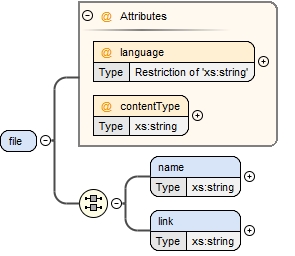 @ Attributes
@ language
Type Restriction of 'xs:string'
@ contentType
Type xs:string
file
name
Type xs:string
link
Type xs:string